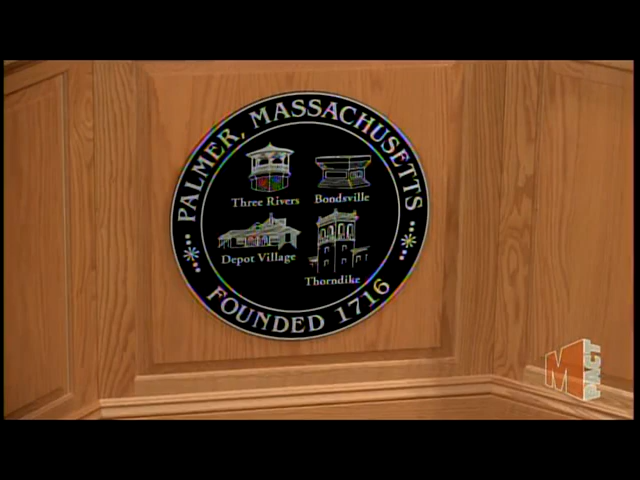 PALMER, MASSACHUSETTS
Three Rivers
Bondsville
Depot Village
Thorndike
FOUNDED 1716
M PACT